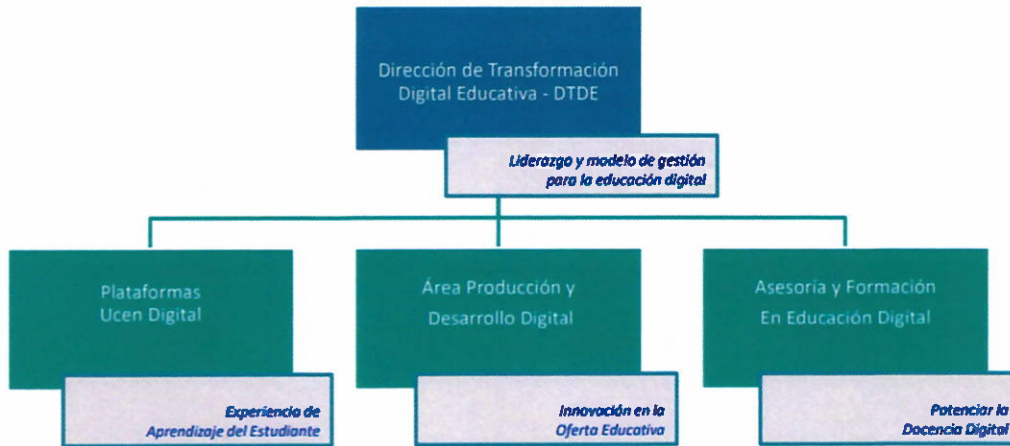 Dirección de Transformación
Digital Educativa - DTDE
Liderazgo y modelo de gestión
para la educación digital
Plataformas
Ucen Digital
Experiencia de
Aprendizaje del Estudiante
Área Producción y
Desarrollo Digital
Innovación en la
Oferta Educativa
Asesoría y Formación
En Educación Digital
Potenciar la
Docencia Digital